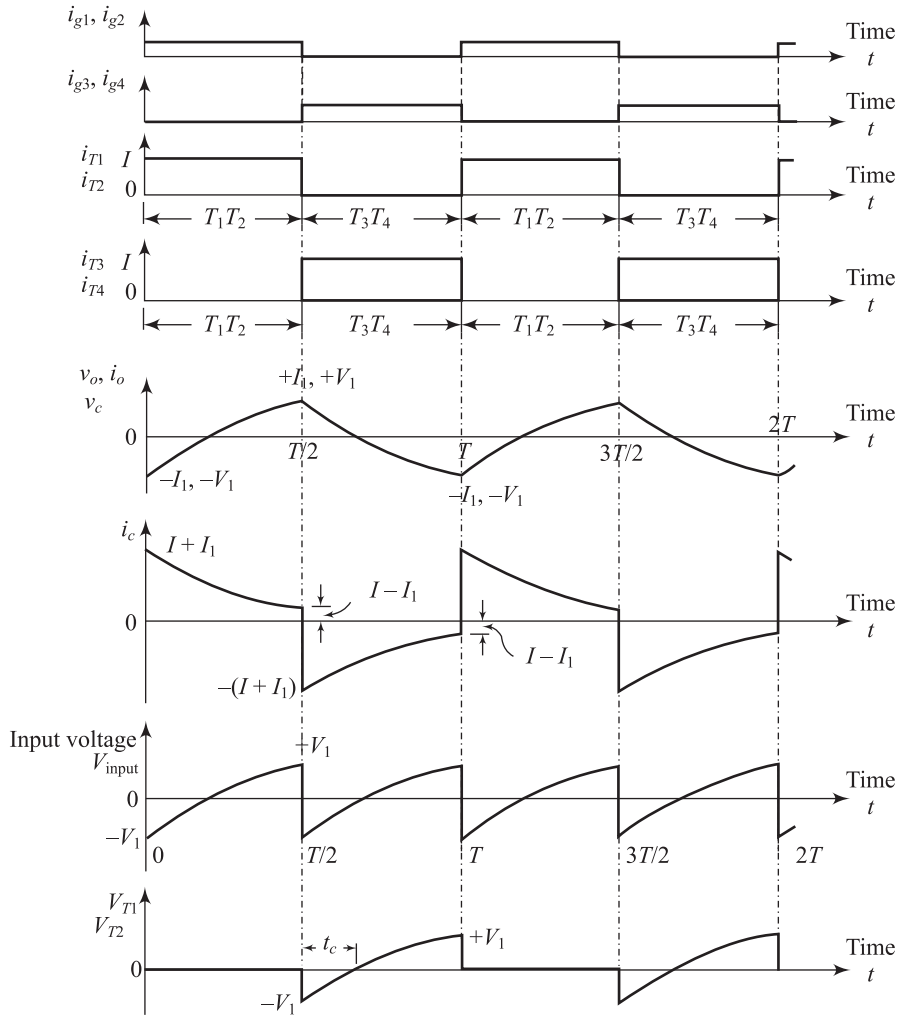 i_g1, i_g2
Time
t
i_g3, i_g4
Time
t
i_T1 I
i_T2 0
Time
t
T_1T_2 T_3T_4 T_1T_2 T_3T_4
i_T3 I
i_T4 0
Time
t
T_1T_2 T_3T_4 T_1T_2 T_3T_4
v_o, i_o
v_c
+I_1, +V_1
2T
Time
t
0
T/2 T 3T/2
–I_1, –V_1
–I_1, –V_1
i_c
I + I_1
I – I_1
Time
t
0
I – I_1
–(I + I_1)
Input voltage
V_input
+V_1
Time
t
0
–V_1
0 T/2 T 3T/2 2T
V_T1
V_T2
t_c
+V_1
Time
t
0
–V_1